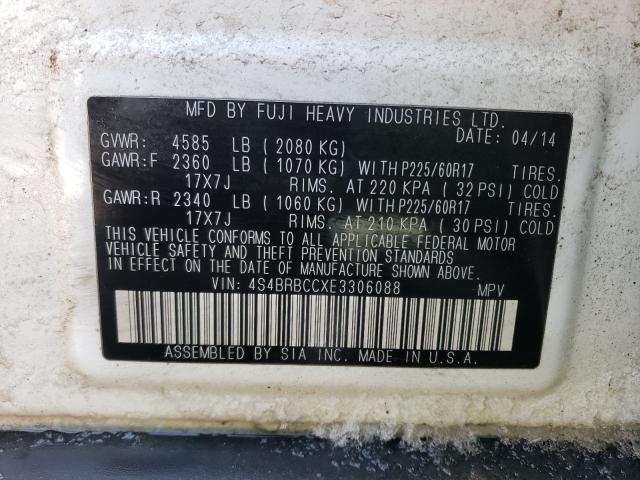 MFD BY FUJI HEAVY INDUSTRIES LTD.
DATE: 04/14
GVWR: 4585 LB ( 2080 KG)
GAWR:F 2360 LB ( 1070 KG) WITH P225/60R17 TIRES.
17X7J RIMS. AT 220 KPA ( 32 PSI) COLD
GAWR:R 2340 LB ( 1060 KG) WITH P225/60R17 TIRES.
17X7J RIMS. AT 210 KPA ( 30 PSI) COLD
THIS VEHICLE CONFORMS TO ALL APPLICABLE FEDERAL MOTOR
VEHICLE SAFETY AND THEFT PREVENTION STANDARDS
IN EFFECT ON THE DATE OF MANUFACTURE SHOWN ABOVE.
VIN: 4S4BRBCCXE3306088 MPV
ASSEMBLED BY SIA INC. MADE IN U.S.A.